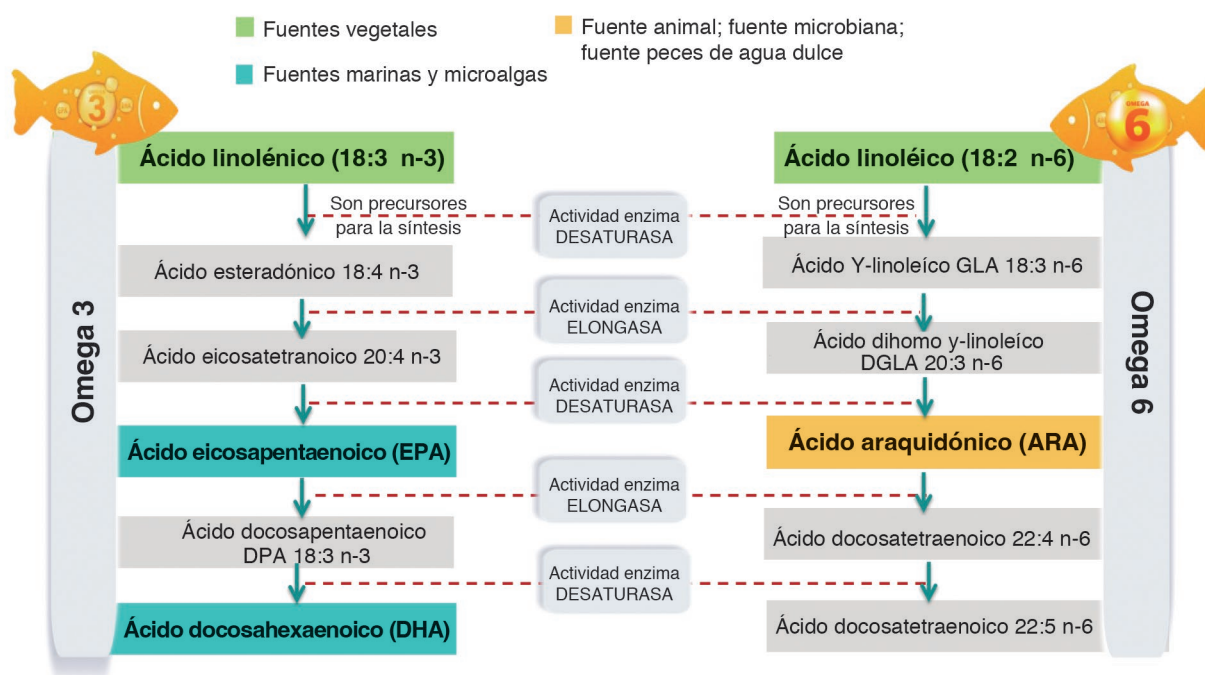 Fuentes vegetales
Fuentes marinas y microalgas
Fuente animal; fuente microbiana;
fuente peces de agua dulce
3
OMEGA
6
Omega 3
Omega 6
Ácido linolénico (18:3 n-3)
Ácido linoléico (18:2 n-6)
Son precursores
para la síntesis
Actividad enzima
DESATURASA
Son precursores
para la síntesis
Ácido esteradónico 18:4 n-3
Ácido Y-linoleíco GLA 18:3 n-6
Actividad enzima
ELONGASA
Ácido eicosatetranoico 20:4 n-3
Ácido dihomo y-linoleíco
DGLA 20:3 n-6
Actividad enzima
DESATURASA
Ácido eicosapentaenoico (EPA)
Ácido araquidónico (ARA)
Actividad enzima
ELONGASA
Ácido docosapentaenoico
DPA 18:3 n-3
Ácido docosatetraenoico 22:4 n-6
Actividad enzima
DESATURASA
Ácido docosahexaenoico (DHA)
Ácido docosatetraenoico 22:5 n-6